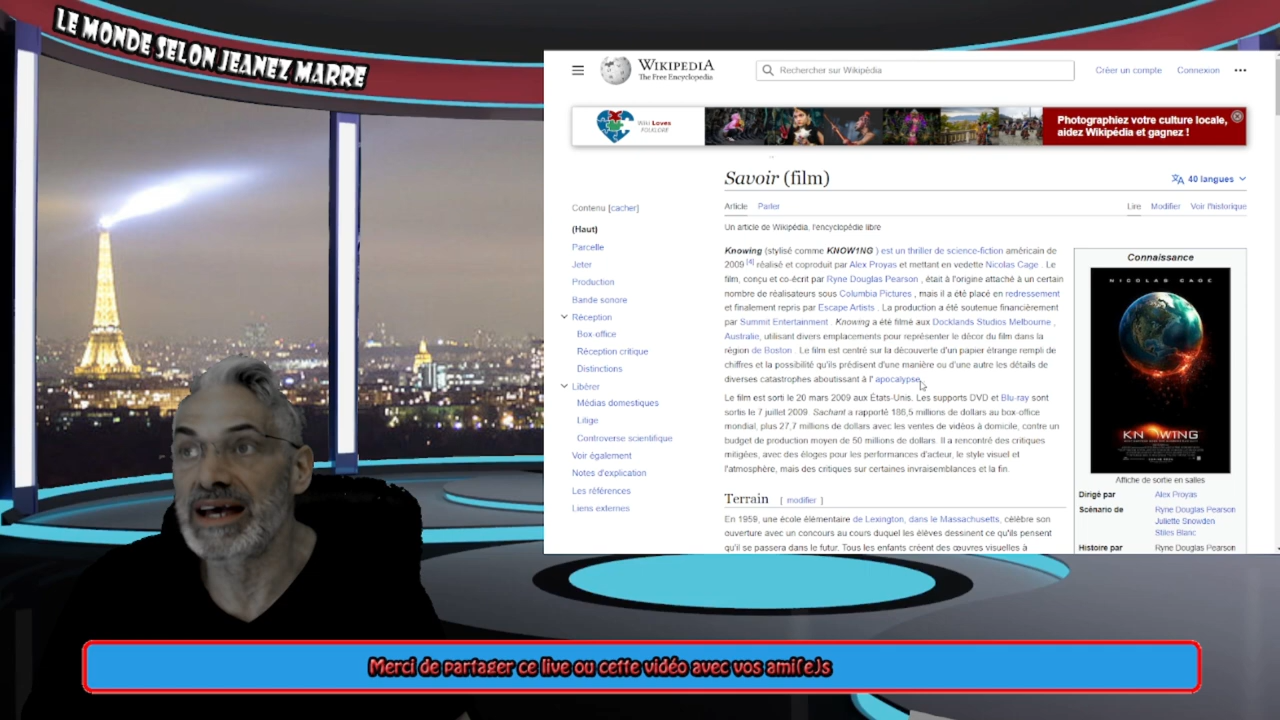 LE MONDE SELON JEANEZ MARRE
WIKIPEDIA
The Free Encyclopedia
Rechercher sur Wikipédia
Créer un compte
Connexion
Wiki Loves
FOLKLORE
Photographiez votre culture locale,
aidez Wikipédia et gagnez !
Savoir (film)
40 langues
Article
Parler
Lire
Modifier
Voir l'historique
Un article de Wikipédia, l'encyclopédie libre
Contenu [cacher]
(Haut)
Parcelle
Jeter
Production
Bande sonore
Réception
Box-office
Réception critique
Distinctions
Libérer
Médias domestiques
Litige
Controverse scientifique
Voir également
Notes d'explication
Les références
Liens externes
Knowing (stylisé comme KNOW1NG ) est un thriller de science-fiction américain de
2009 [4] réalisé et coproduit par Alex Proyas et mettant en vedette Nicolas Cage . Le
film, conçu et co-écrit par Ryne Douglas Pearson , était à l'origine attaché à un certain
nombre de réalisateurs sous Columbia Pictures , mais il a été placé en redressement
et finalement repris par Escape Artists . La production a été soutenue financièrement
par Summit Entertainment . Knowing a été filmé aux Docklands Studios Melbourne ,
Australie, utilisant divers emplacements pour représenter le décor du film dans la
région de Boston . Le film est centré sur la découverte d'un papier étrange rempli de
chiffres et la possibilité qu'ils prédisent d'une manière ou d'une autre les détails de
diverses catastrophes aboutissant à l' apocalypse.
Le film est sorti le 20 mars 2009 aux États-Unis. Les supports DVD et Blu-ray sont
sortis le 7 juillet 2009. Sachant a rapporté 186,5 millions de dollars au box-office
mondial, plus 27,7 millions de dollars avec les ventes de vidéos à domicile, contre un
budget de production moyen de 50 millions de dollars. Il a rencontré des critiques
mitigées, avec des éloges pour les performances d'acteur, le style visuel et
l'atmosphère, mais des critiques sur certaines invraisemblances et la fin.
Terrain [ modifier ]
En 1959, une école élémentaire de Lexington, dans le Massachusetts, célèbre son
ouverture avec un concours au cours duquel les élèves dessinent ce qu'ils pensent
qu'il se passera dans le futur. Tous les enfants créent des œuvres visuelles à
Connaissance
NICOLAS CAGE
KNOWING
Affiche de sortie en salles
Dirigé par
Alex Proyas
Scénario de
Ryne Douglas Pearson
Juliette Snowden
Stiles Blanc
Histoire par
Ryne Douglas Pearson
Merci de partager ce live ou cette vidéo avec vos ami(e)s